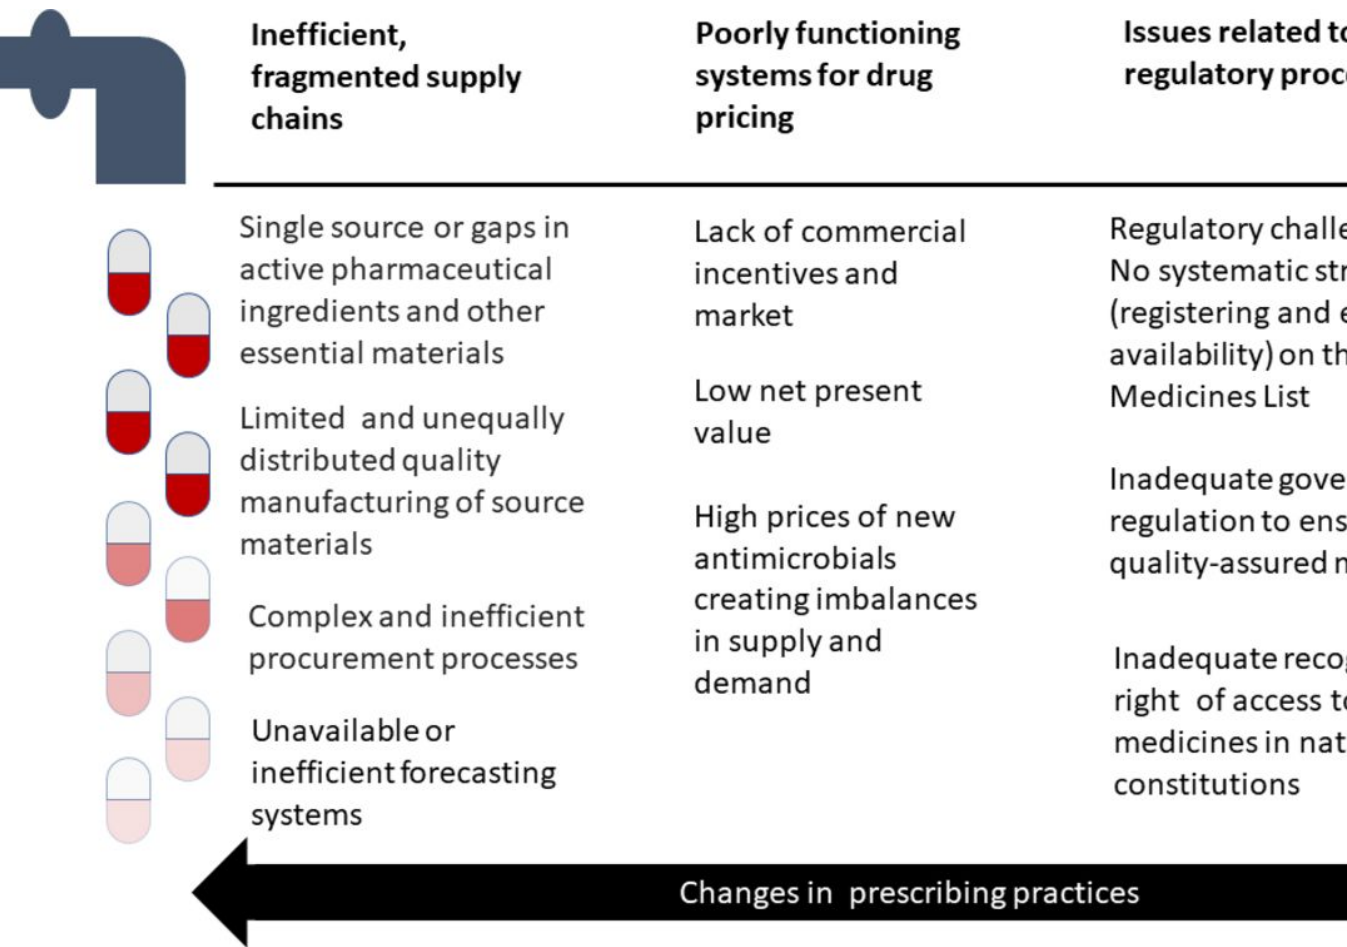 Inefficient,
fragmented supply
chains
Poorly functioning
systems for drug
pricing
Issues related
regulatory
Single source or gaps in
active pharmaceutical
ingredients and other
essential materials
Limited and unequally
distributed quality
manufacturing of source
materials
Complex and inefficient
procurement processes
Unavailable or
inefficient forecasting
systems
Lack of commercial
incentives and
market
Low net present
value
High prices of new
antimicrobials
creating imbalances
in supply and
demand
Regulatory
No systematic
(registering and
availability) on
Medicines List
Inadequate
regulation to
quality-assured
Inadequate
right of access
medicines in
constitutions
Changes in prescribing practices